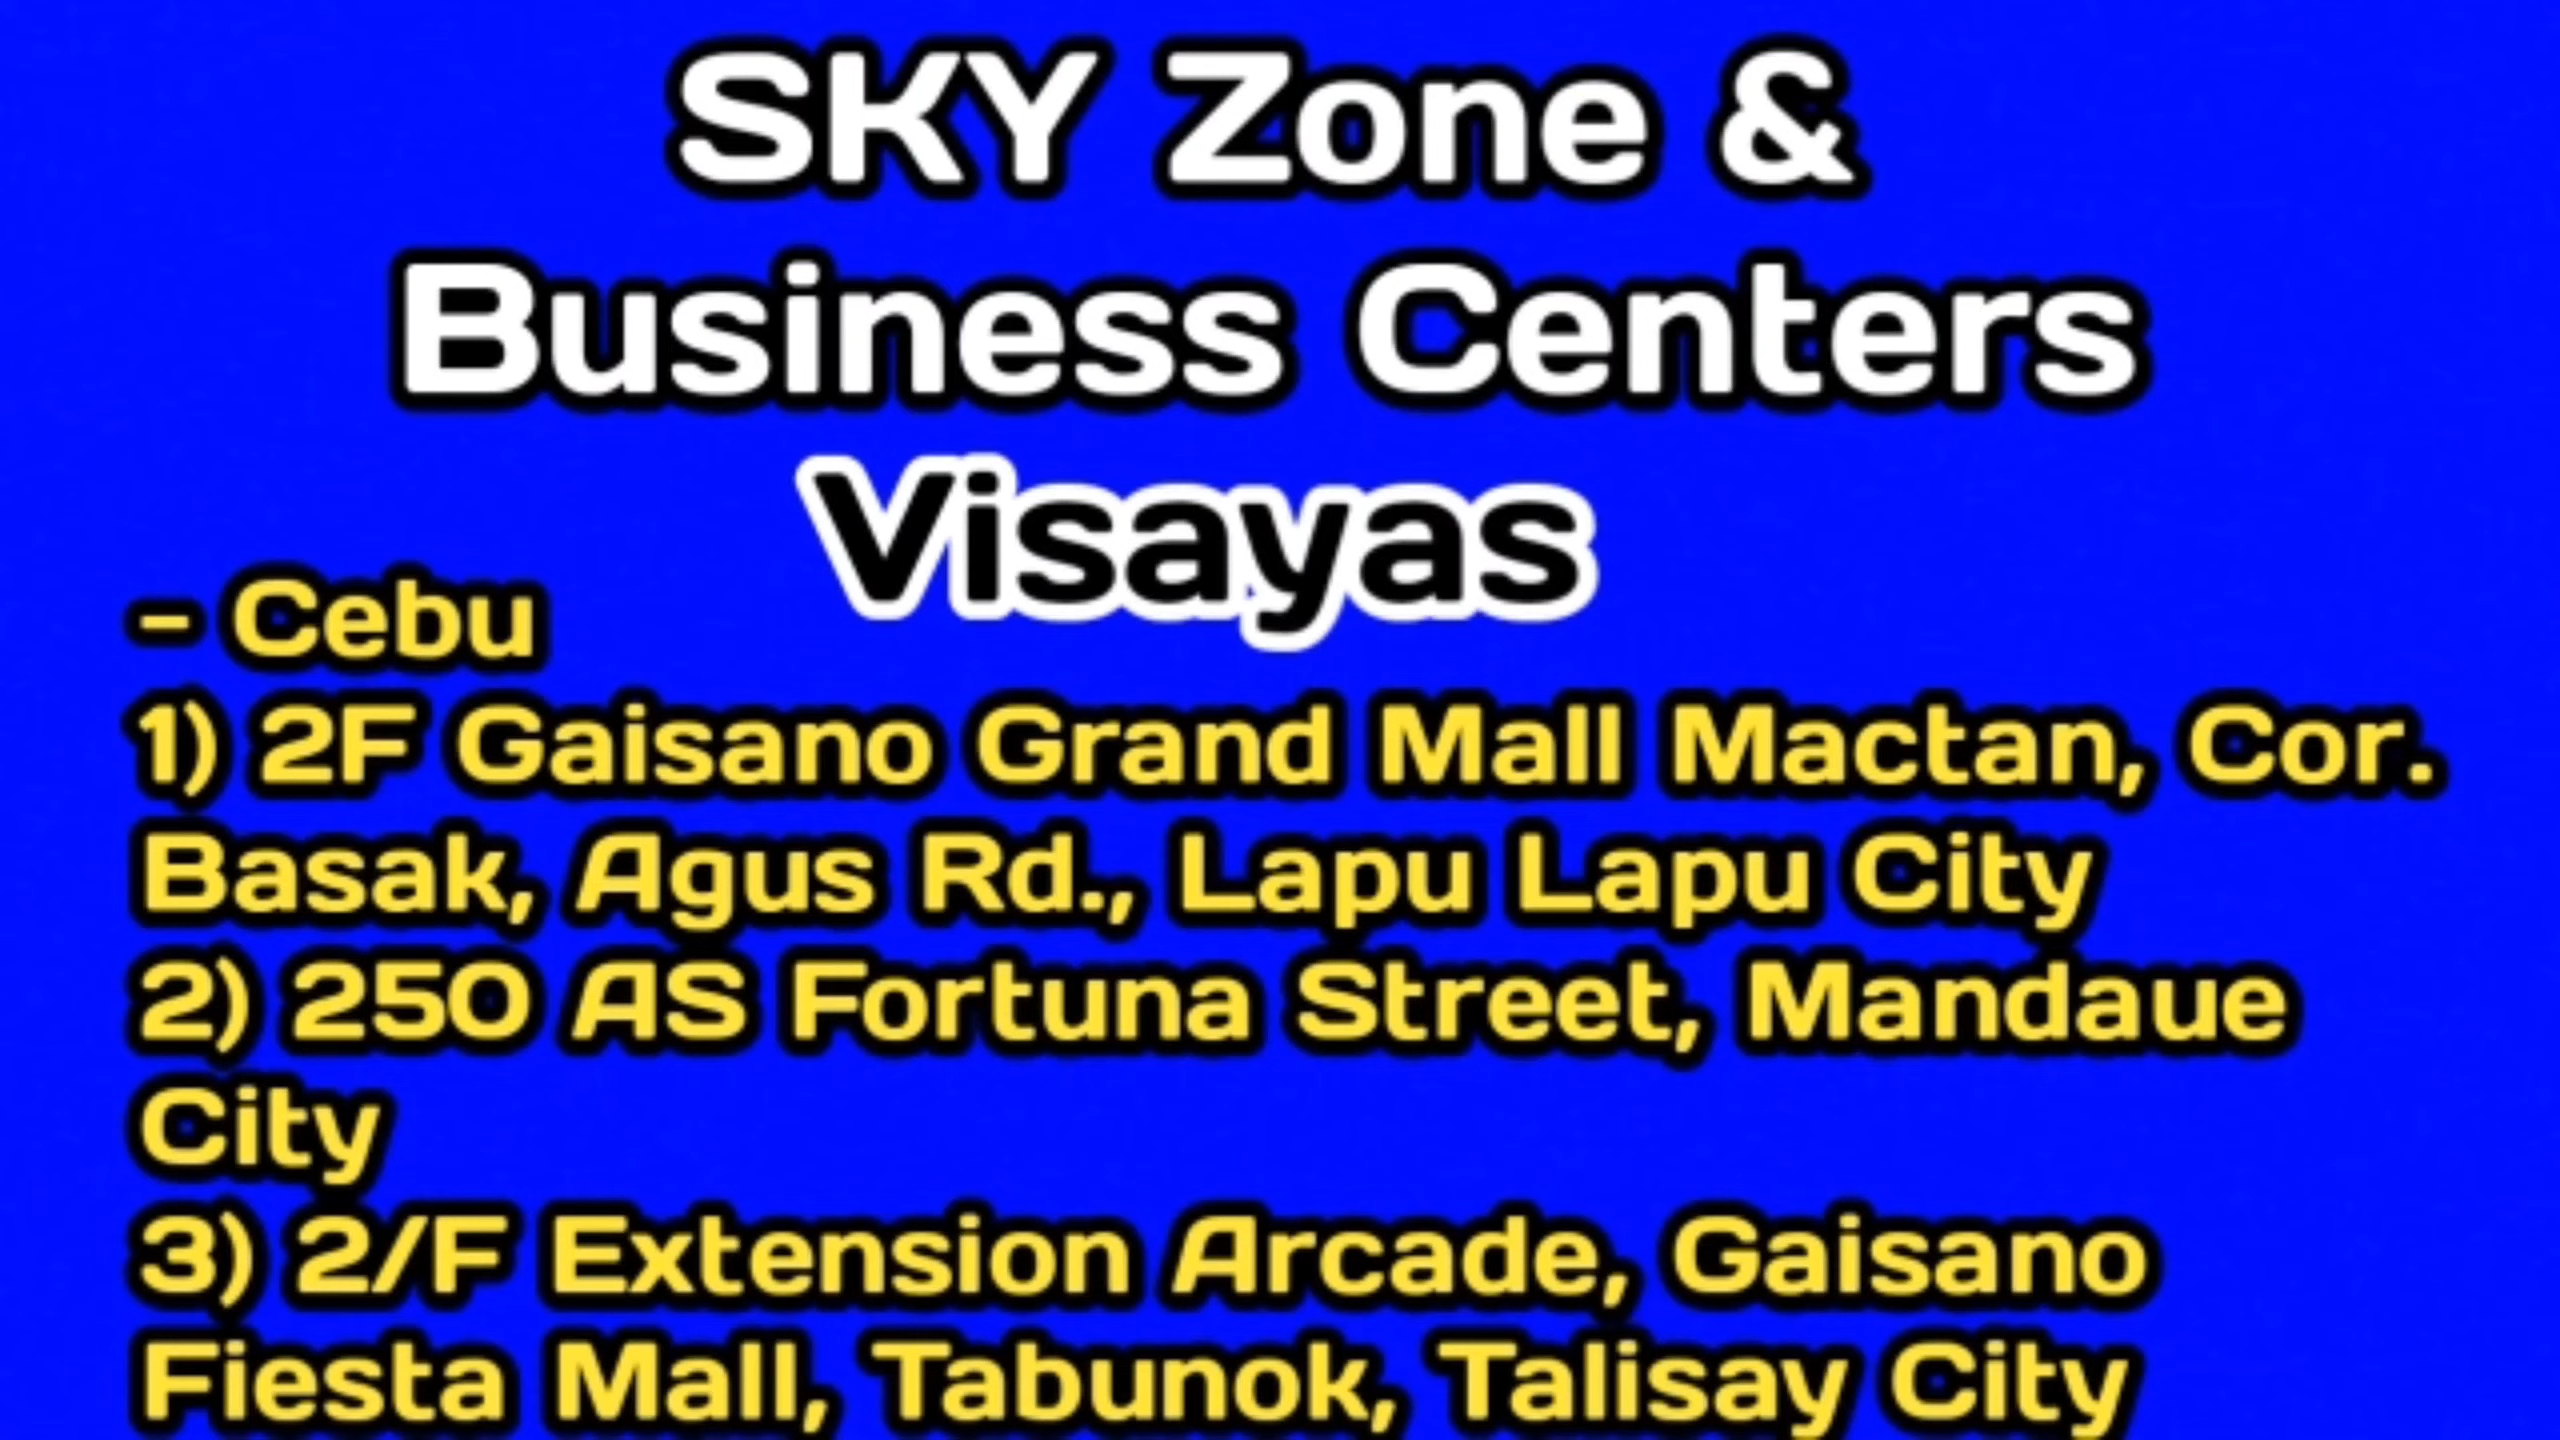 SKY Zone &
Business Centers
Visayas
- Cebu
1) 2F Gaisano Grand Mall Mactan, Cor.
Basak, Agus Rd., Lapu Lapu City
2) 250 AS Fortuna Street, Mandaue
City
3) 2/F Extension Arcade, Gaisano
Fiesta Mall, Tabunok, Talisay City